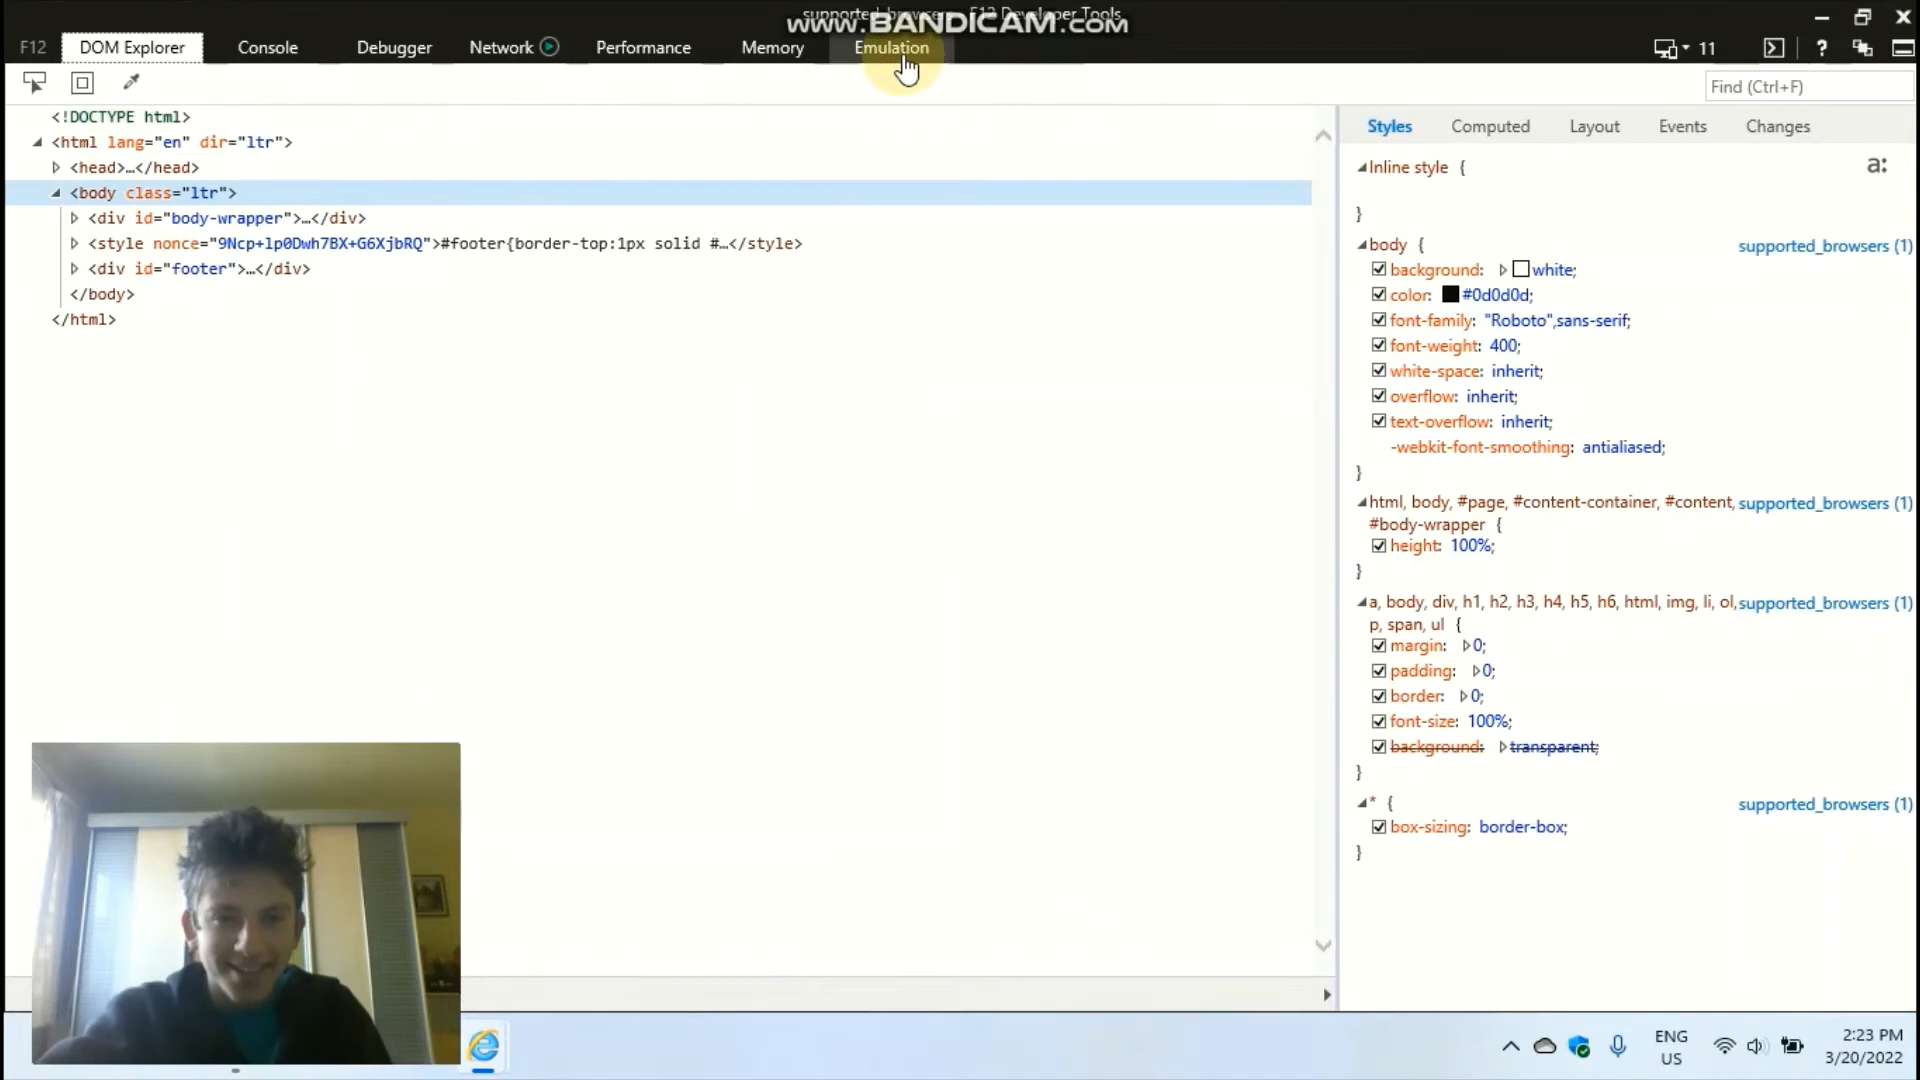 supported_browsers - F12 Developer Tools
www.BANDICAM.com
F12 DOM Explorer Console Debugger Network Performance Memory Emulation 11 ?
Find (Ctrl+F)
<!DOCTYPE html>
<html lang="en" dir="ltr">
<head>…</head>
<body class="ltr">
<div id="body-wrapper">…</div>
<style nonce="9Ncp+lp0Dwh7BX+G6XjbRQ">#footer{border-top:1px solid #…</style>
<div id="footer">…</div>
</body>
</html>
Styles Computed Layout Events Changes
Inline style {
a:
}
body { supported_browsers (1)
background: white;
color: #0d0d0d;
font-family: "Roboto",sans-serif;
font-weight: 400;
white-space: inherit;
overflow: inherit;
text-overflow: inherit;
-webkit-font-smoothing: antialiased;
}
html, body, #page, #content-container, #content, supported_browsers (1)
#body-wrapper {
height: 100%;
}
a, body, div, h1, h2, h3, h4, h5, h6, html, img, li, ol, supported_browsers (1)
p, span, ul {
margin: 0;
padding: 0;
border: 0;
font-size: 100%;
background: transparent;
}
* { supported_browsers (1)
box-sizing: border-box;
}
ENG
US
2:23 PM
3/20/2022